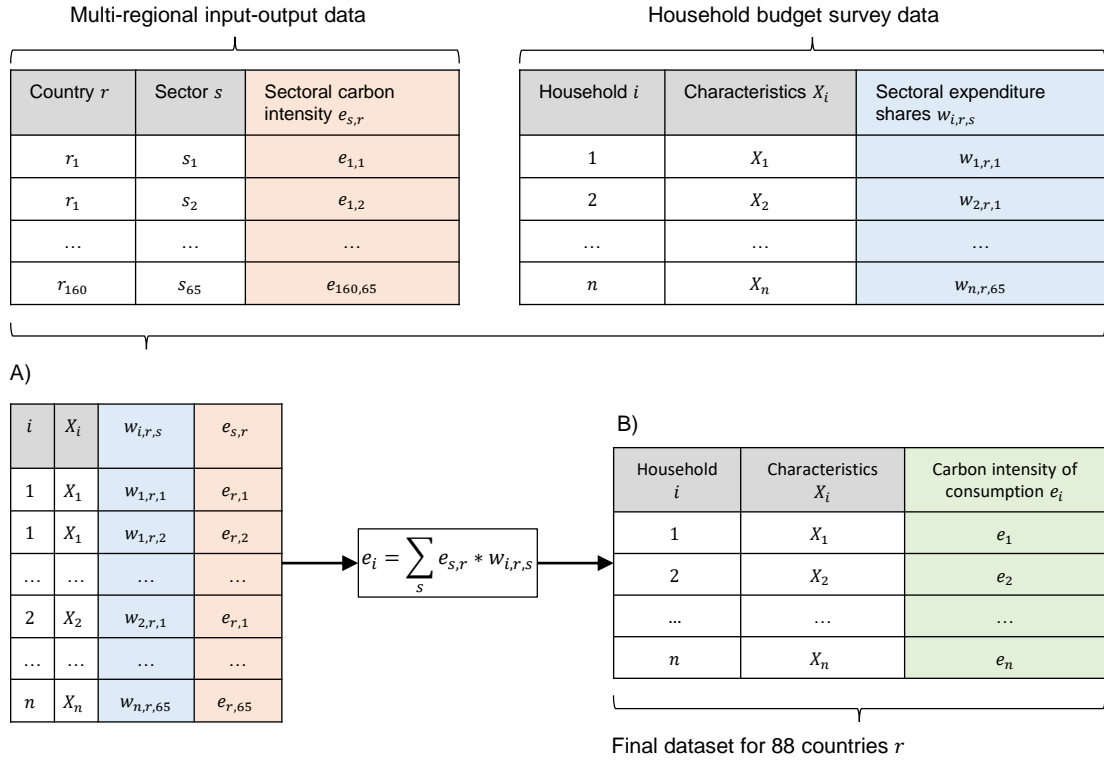 Multi-regional input-output data
Household budget survey data
Country r
Sector s
Sectoral carbon
intensity e_{s,r}
r_1
s_1
e_{1,1}
r_1
s_2
e_{1,2}
…
…
…
r_{160}
s_{65}
e_{160,65}
Household i
Characteristics X_i
Sectoral expenditure
shares w_{i,r,s}
1
X_1
w_{1,r,1}
2
X_2
w_{2,r,1}
…
…
…
n
X_n
w_{n,r,65}
A)
i
X_i
w_{i,r,s}
e_{s,r}
1
X_1
w_{1,r,1}
e_{r,1}
1
X_1
w_{1,r,2}
e_{r,2}
…
…
…
…
2
X_2
w_{2,r,1}
e_{r,1}
…
…
…
…
n
X_n
w_{n,r,65}
e_{r,65}
e_i = ∑_s e_{s,r} * w_{i,r,s}
B)
Household
i
Characteristics
X_i
Carbon intensity of
consumption e_i
1
X_1
e_1
2
X_2
e_2
...
…
…
n
X_n
e_n
Final dataset for 88 countries r